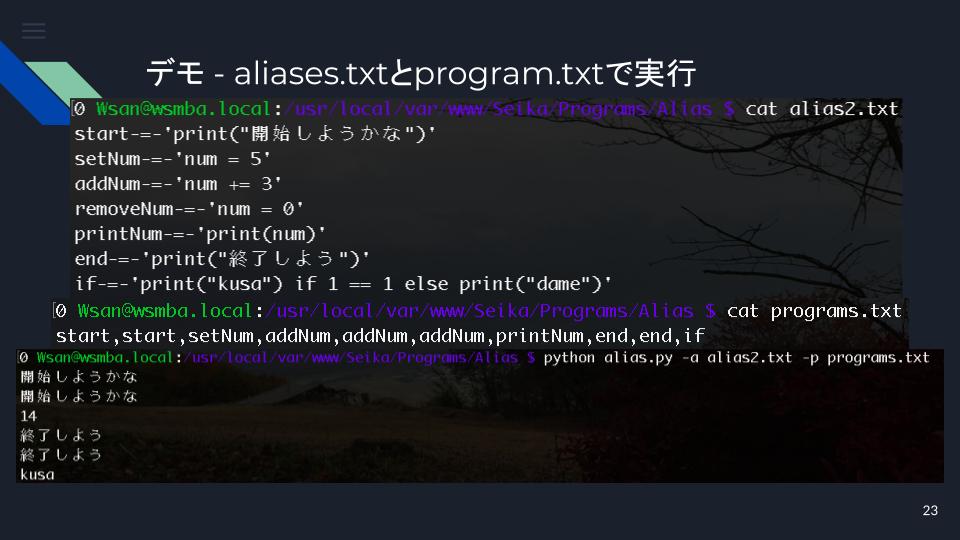 デモ - aliases.txtとprogram.txtで実行
[0 Wsan@wsmba.local:/usr/local/var/www/Seika/Programs/Alias $ cat alias2.txt
start-=-'print("開始しようかな")'
setNum-=-'num = 5'
addNum-=-'num += 3'
removeNum-=-'num = 0'
printNum-=-'print(num)'
end-=-'print("終了しよう")'
if-=-'print("kusa") if 1 == 1 else print("dame")'
[0 Wsan@wsmba.local:/usr/local/var/www/Seika/Programs/Alias $ cat programs.txt
start,start,setNum,addNum,addNum,addNum,printNum,end,end,if
[0 Wsan@wsmba.local:/usr/local/var/www/Seika/Programs/Alias $ python alias.py -a alias2.txt -p programs.txt
開始しようかな
開始しようかな
14
終了しよう
終了しよう
kusa
23